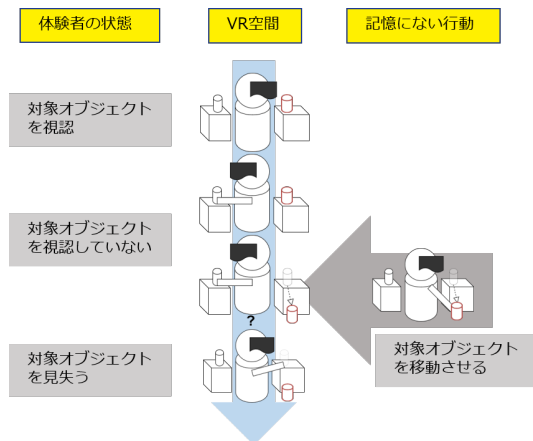 体験者の状態
VR空間
記憶にない行動
対象オブジェクト
を視認
対象オブジェクト
を視認していない
?
対象オブジェクト
を見失う
対象オブジェクト
を移動させる